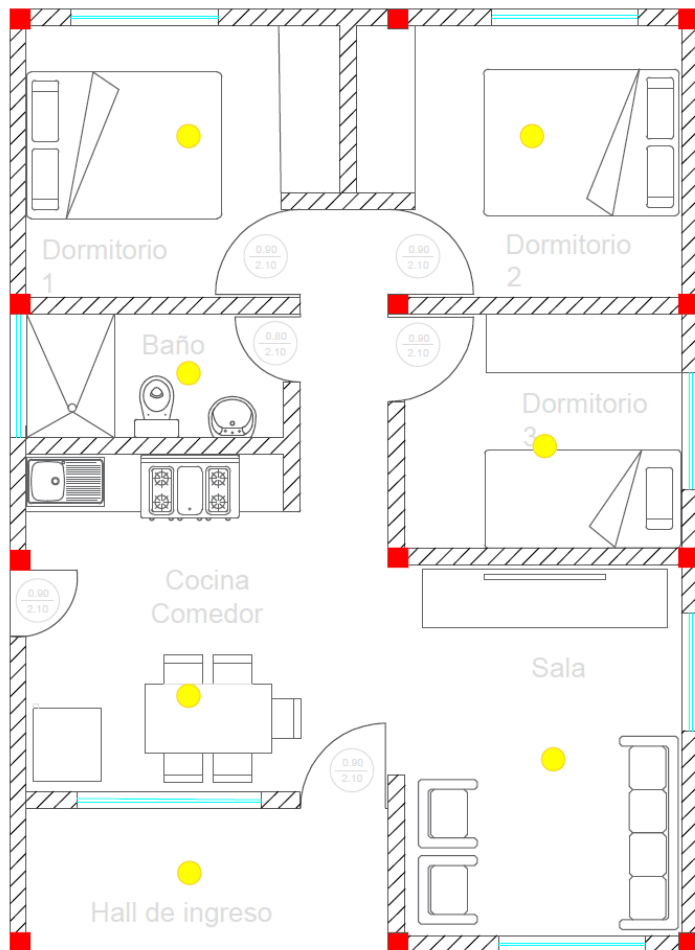 Dormitorio
1
0.90
2.10
0.90
2.10
Dormitorio
2
Baño
0.80
2.10
0.90
2.10
Dormitorio
3
0.90
2.10
Cocina
Comedor
Sala
0.90
2.10
Hall de ingreso